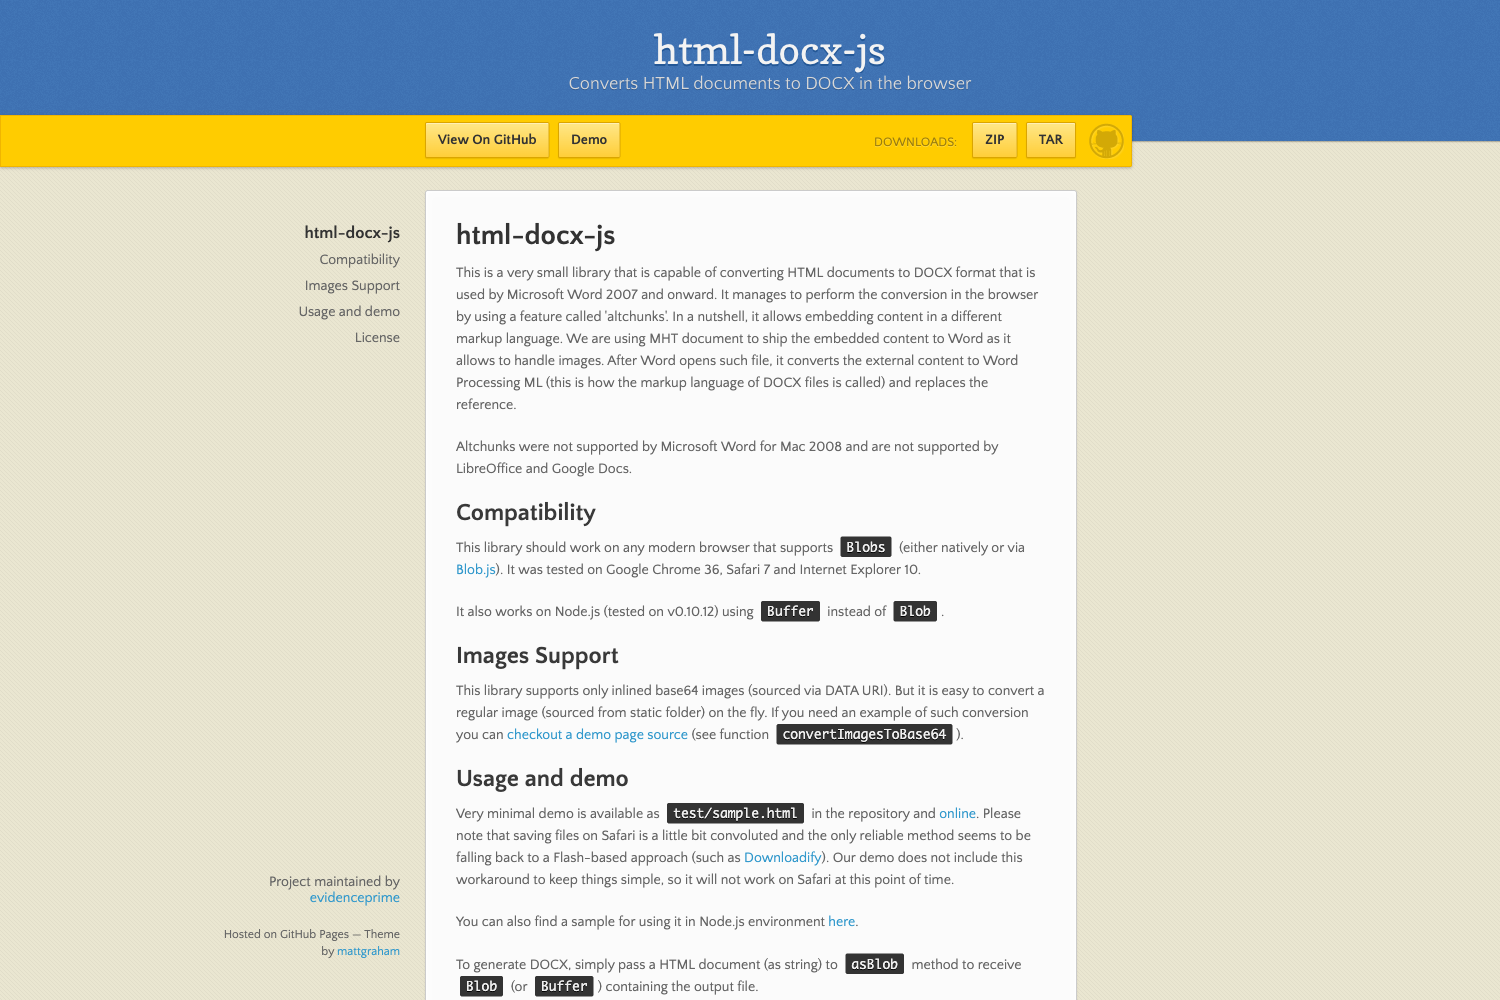 html-docx-js
Converts HTML documents to DOCX in the browser
View On GitHub
Demo
DOWNLOADS:
ZIP
TAR
html-docx-js
Compatibility
Images Support
Usage and demo
License
html-docx-js
This is a very small library that is capable of converting HTML documents to DOCX format that is
used by Microsoft Word 2007 and onward. It manages to perform the conversion in the browser
by using a feature called 'altchunks'. In a nutshell, it allows embedding content in a different
markup language. We are using MHT document to ship the embedded content to Word as it
allows to handle images. After Word opens such file, it converts the external content to Word
Processing ML (this is how the markup language of DOCX files is called) and replaces the
reference.
Altchunks were not supported by Microsoft Word for Mac 2008 and are not supported by
LibreOffice and Google Docs.
Compatibility
This library should work on any modern browser that supports Blobs (either natively or via
Blob.js). It was tested on Google Chrome 36, Safari 7 and Internet Explorer 10.
It also works on Node.js (tested on v0.10.12) using Buffer instead of Blob .
Images Support
This library supports only inlined base64 images (sourced via DATA URI). But it is easy to convert a
regular image (sourced from static folder) on the fly. If you need an example of such conversion
you can checkout a demo page source (see function convertImagesToBase64 ).
Usage and demo
Very minimal demo is available as test/sample.html in the repository and online. Please
note that saving files on Safari is a little bit convoluted and the only reliable method seems to be
falling back to a Flash-based approach (such as Downloadify). Our demo does not include this
workaround to keep things simple, so it will not work on Safari at this point of time.
You can also find a sample for using it in Node.js environment here.
To generate DOCX, simply pass a HTML document (as string) to asBlob method to receive
Blob (or Buffer ) containing the output file.
Project maintained by
evidenceprime
Hosted on GitHub Pages — Theme
by mattgraham